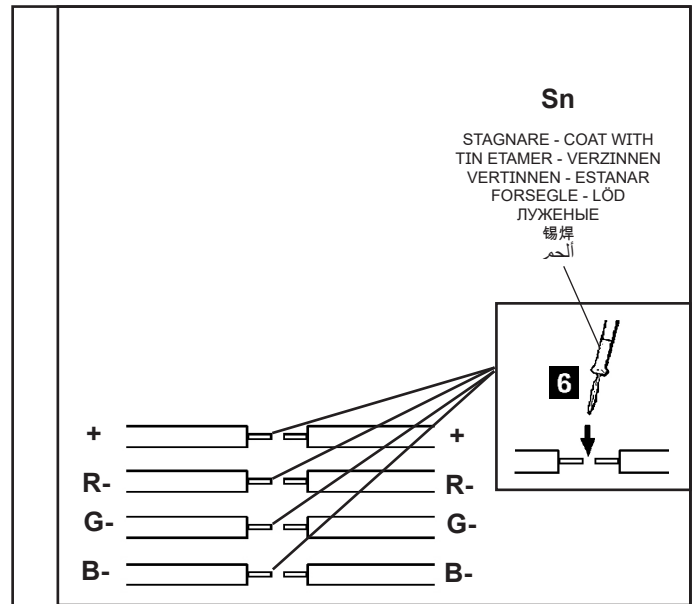 Sn
STAGNARE - COAT WITH
TIN ETAMER - VERZINNEN
VERTINNEN - ESTANAR
FORSEGLE - LÖD
ЛУЖЕНЫЕ
锡焊
ألحم
6
+ +
R- R-
G- G-
B- B-